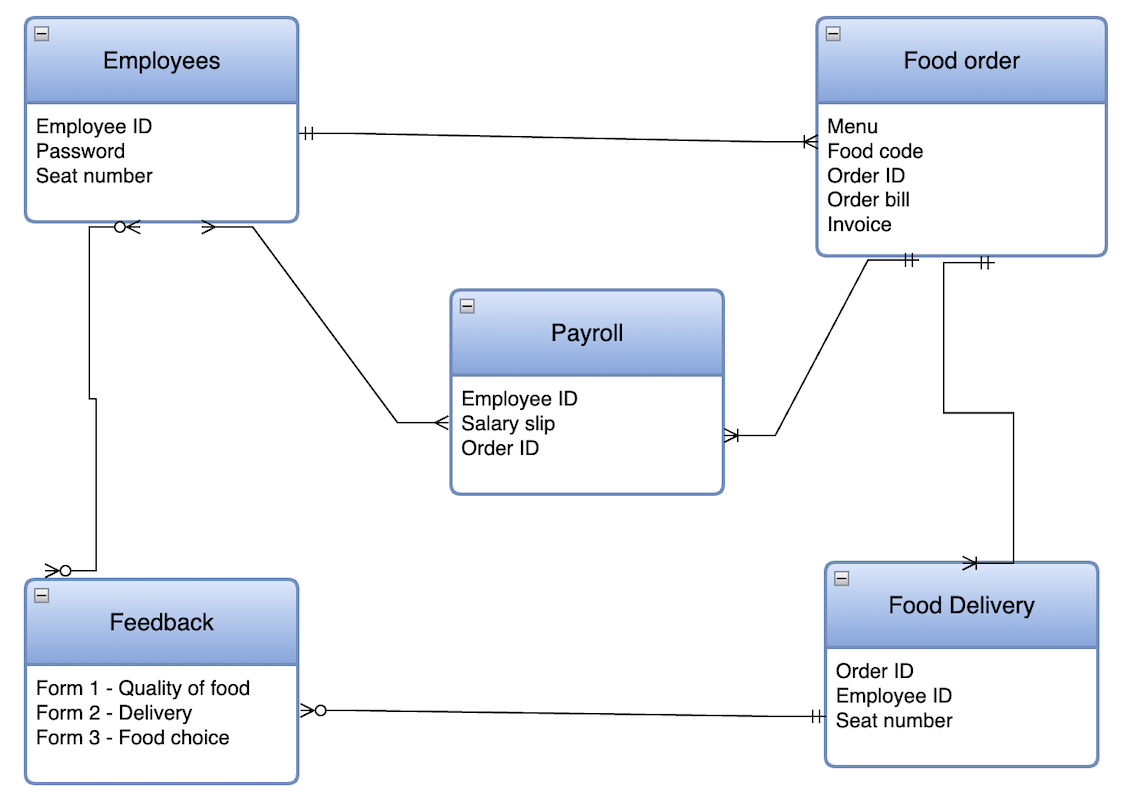 Employees
Employee ID
Password
Seat number
Food order
Menu
Food code
Order ID
Order bill
Invoice
Payroll
Employee ID
Salary slip
Order ID
Feedback
Form 1 - Quality of food
Form 2 - Delivery
Form 3 - Food choice
Food Delivery
Order ID
Employee ID
Seat number